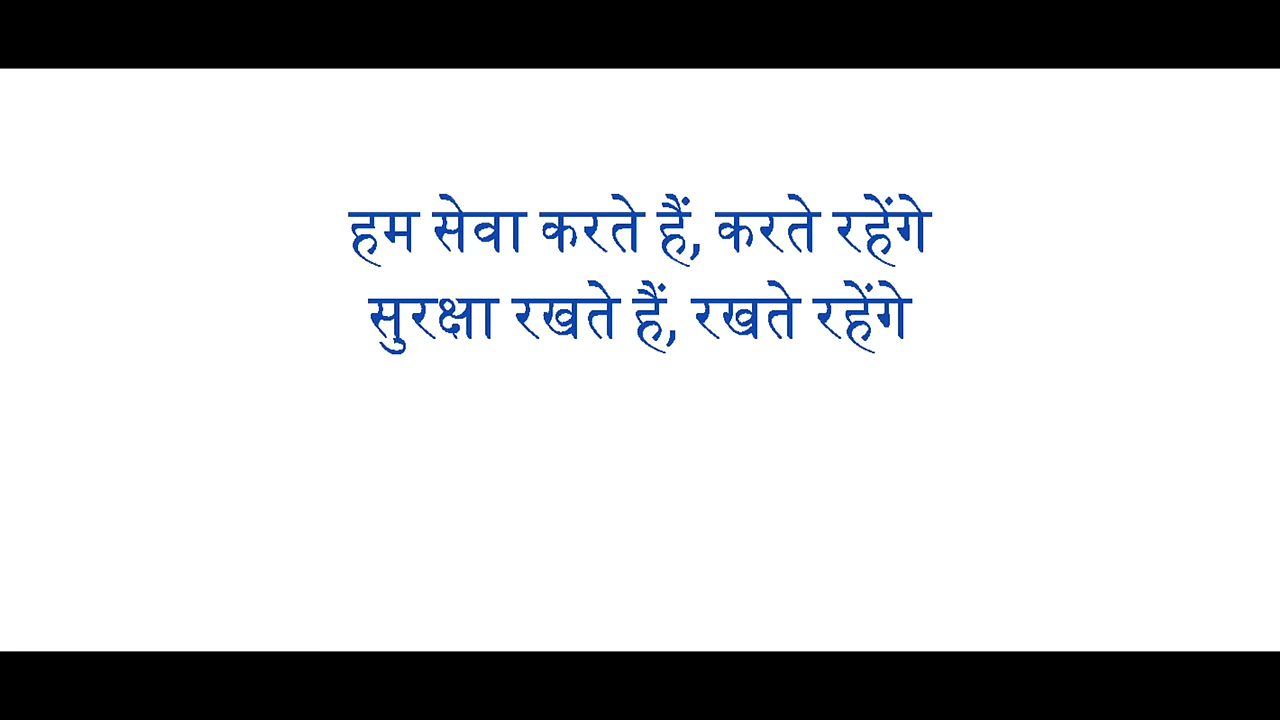 हम सेवा करते हैं, करते रहेंगे
सुरक्षा रखते हैं, रखते रहेंगे